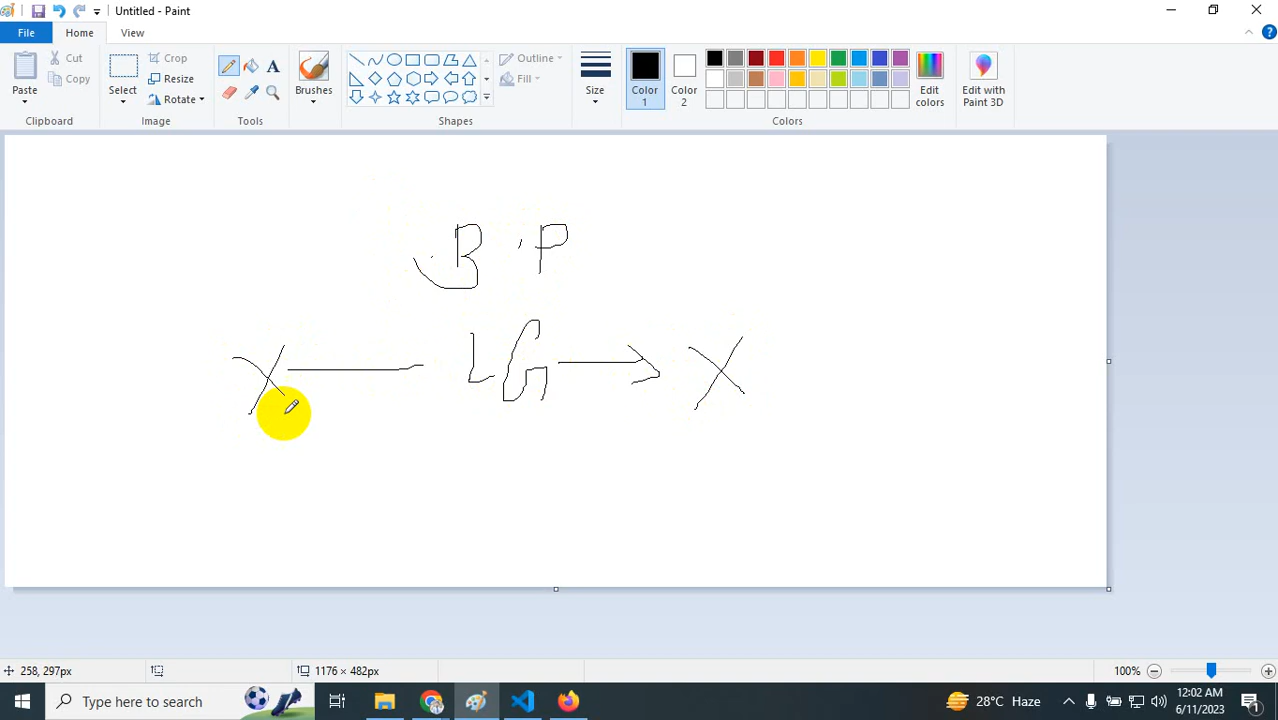 Untitled - Paint
File Home View
Paste
Cut
Copy
Clipboard
Select
Crop
Resize
Rotate
Image
Tools
Brushes
Shapes
Outline
Fill
Size
Color 1
Color 2
Edit colors
Edit with Paint 3D
Colors
B.P
X LG X
258, 297px
1176 × 482px
100%
Type here to search
28°C Haze
12:02 AM
6/11/2023
1